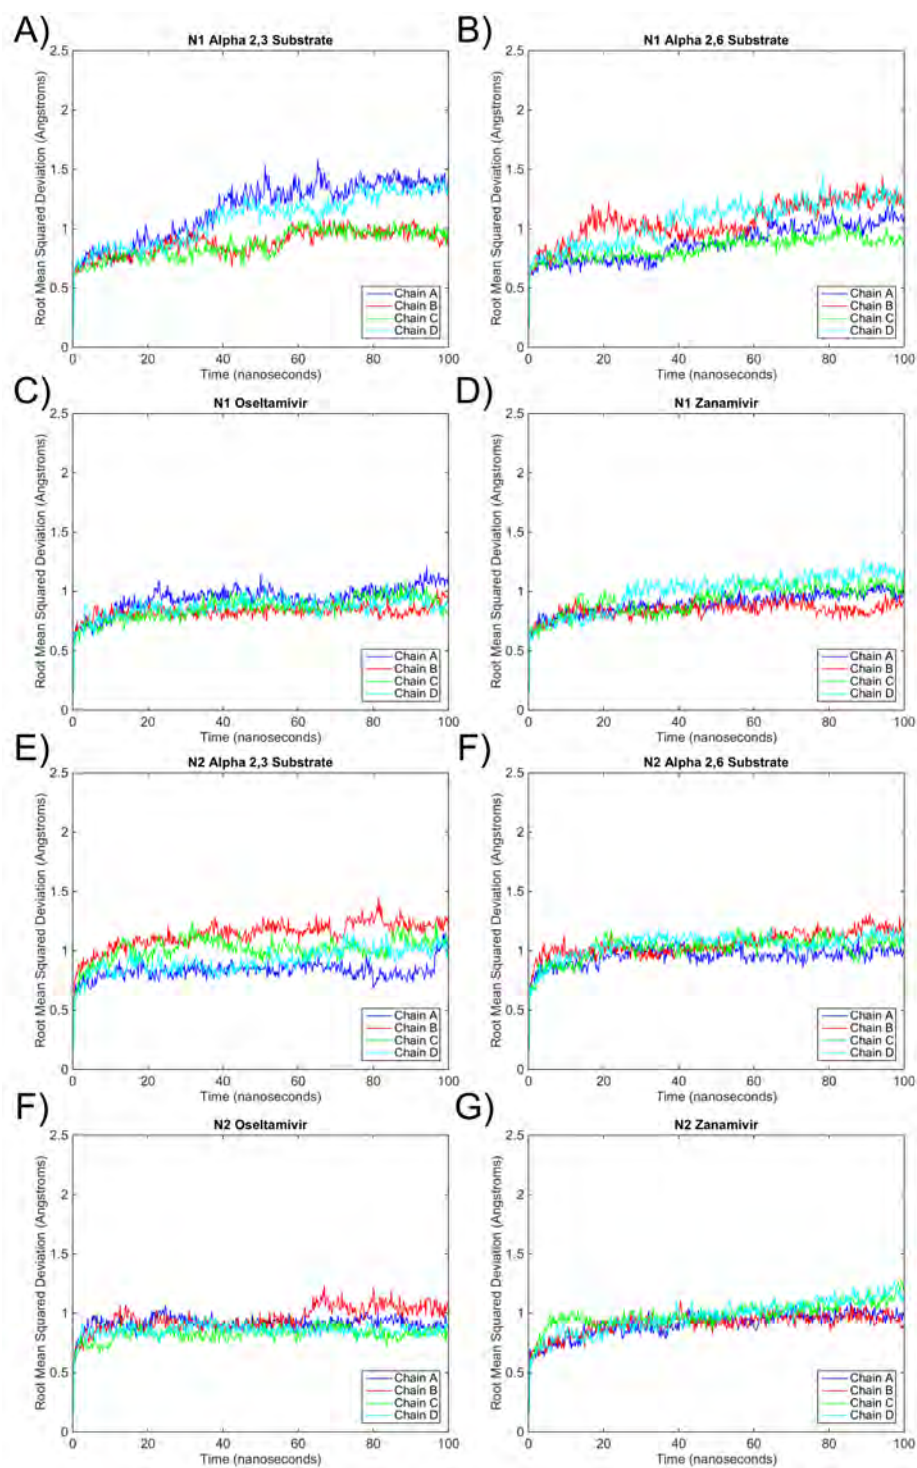 A)
N1 Alpha 2,3 Substrate
Root Mean Squared Deviation (Angstroms)
2.5
2
1.5
1
0.5
0
0 20 40 60 80 100
Time (nanoseconds)
Chain A
Chain B
Chain C
Chain D
B)
N1 Alpha 2,6 Substrate
Root Mean Squared Deviation (Angstroms)
2.5
2
1.5
1
0.5
0
0 20 40 60 80 100
Time (nanoseconds)
Chain A
Chain B
Chain C
Chain D
C)
N1 Oseltamivir
Root Mean Squared Deviation (Angstroms)
2.5
2
1.5
1
0.5
0
0 20 40 60 80 100
Time (nanoseconds)
Chain A
Chain B
Chain C
Chain D
D)
N1 Zanamivir
Root Mean Squared Deviation (Angstroms)
2.5
2
1.5
1
0.5
0
0 20 40 60 80 100
Time (nanoseconds)
Chain A
Chain B
Chain C
Chain D
E)
N2 Alpha 2,3 Substrate
Root Mean Squared Deviation (Angstroms)
2.5
2
1.5
1
0.5
0
0 20 40 60 80 100
Time (nanoseconds)
Chain A
Chain B
Chain C
Chain D
F)
N2 Alpha 2,6 Substrate
Root Mean Squared Deviation (Angstroms)
2.5
2
1.5
1
0.5
0
0 20 40 60 80 100
Time (nanoseconds)
Chain A
Chain B
Chain C
Chain D
F)
N2 Oseltamivir
Root Mean Squared Deviation (Angstroms)
2.5
2
1.5
1
0.5
0
0 20 40 60 80 100
Time (nanoseconds)
Chain A
Chain B
Chain C
Chain D
G)
N2 Zanamivir
Root Mean Squared Deviation (Angstroms)
2.5
2
1.5
1
0.5
0
0 20 40 60 80 100
Time (nanoseconds)
Chain A
Chain B
Chain C
Chain D